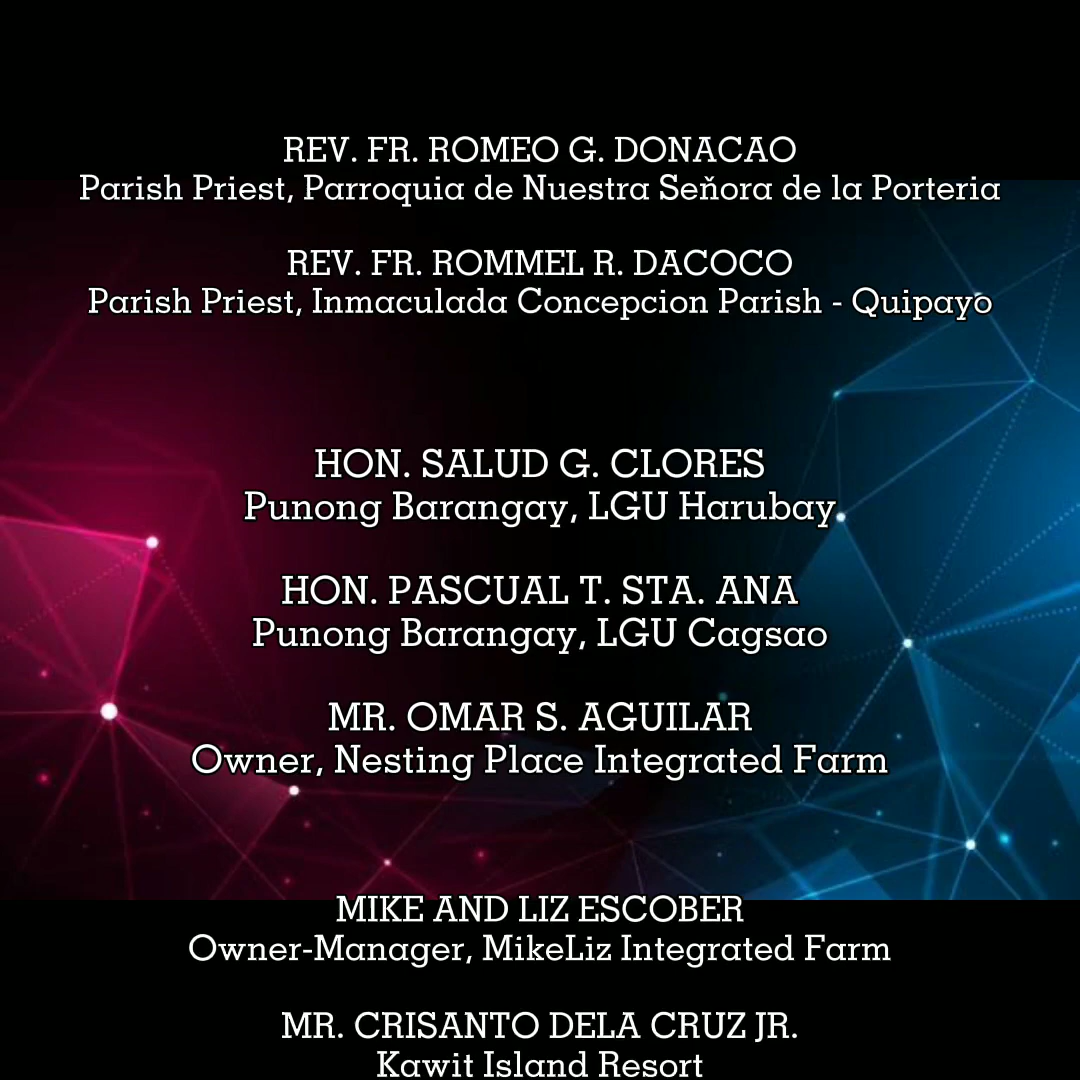 REV. FR. ROMEO G. DONACAO
Parish Priest, Parroquia de Nuestra Seňora de la Porteria
REV. FR. ROMMEL R. DACOCO
Parish Priest, Inmaculada Concepcion Parish - Quipayo
HON. SALUD G. CLORES
Punong Barangay, LGU Harubay
HON. PASCUAL T. STA. ANA
Punong Barangay, LGU Cagsao
MR. OMAR S. AGUILAR
Owner, Nesting Place Integrated Farm
MIKE AND LIZ ESCOBER
Owner-Manager, MikeLiz Integrated Farm
MR. CRISANTO DELA CRUZ JR.
Kawit Island Resort